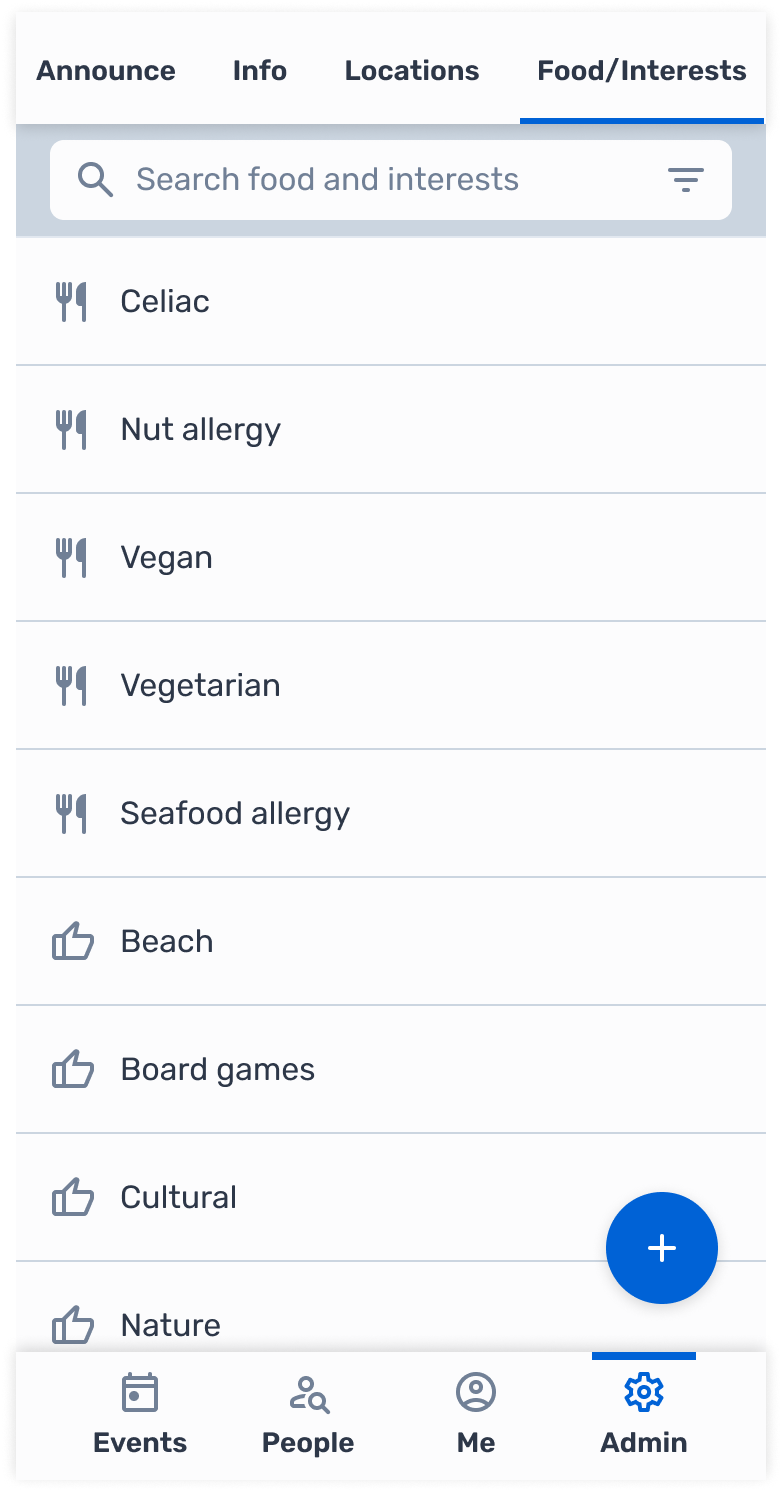 Announce Info Locations Food/Interests
Search food and interests
Celiac
Nut allergy
Vegan
Vegetarian
Seafood allergy
Beach
Board games
Cultural
Nature
Events People Me Admin